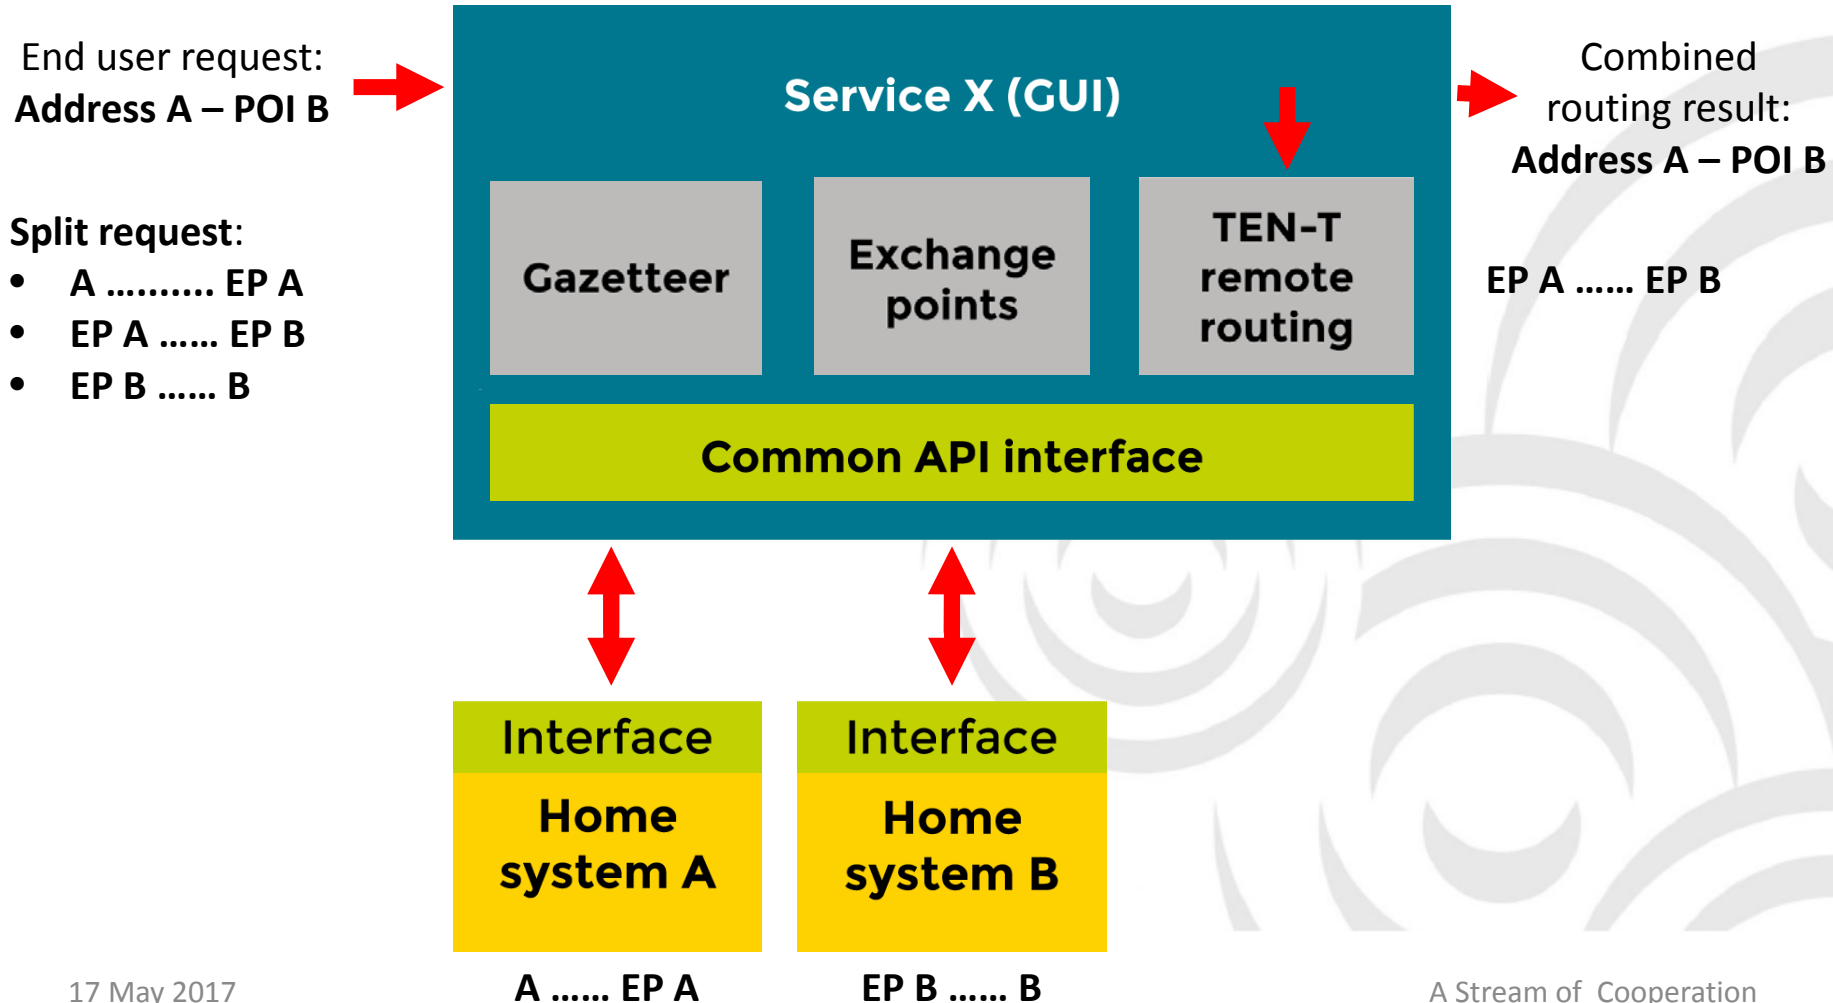 End user request:
Address A – POI B
Split request:
• A ………. EP A
• EP A …… EP B
• EP B …… B
Service X (GUI)
Gazetteer
Exchange
points
TEN-T
remote
routing
Common API interface
Combined
routing result:
Address A – POI B
EP A …… EP B
Interface
Home
system A
A …… EP A
Interface
Home
system B
EP B …… B
17 May 2017
A Stream of Cooperation